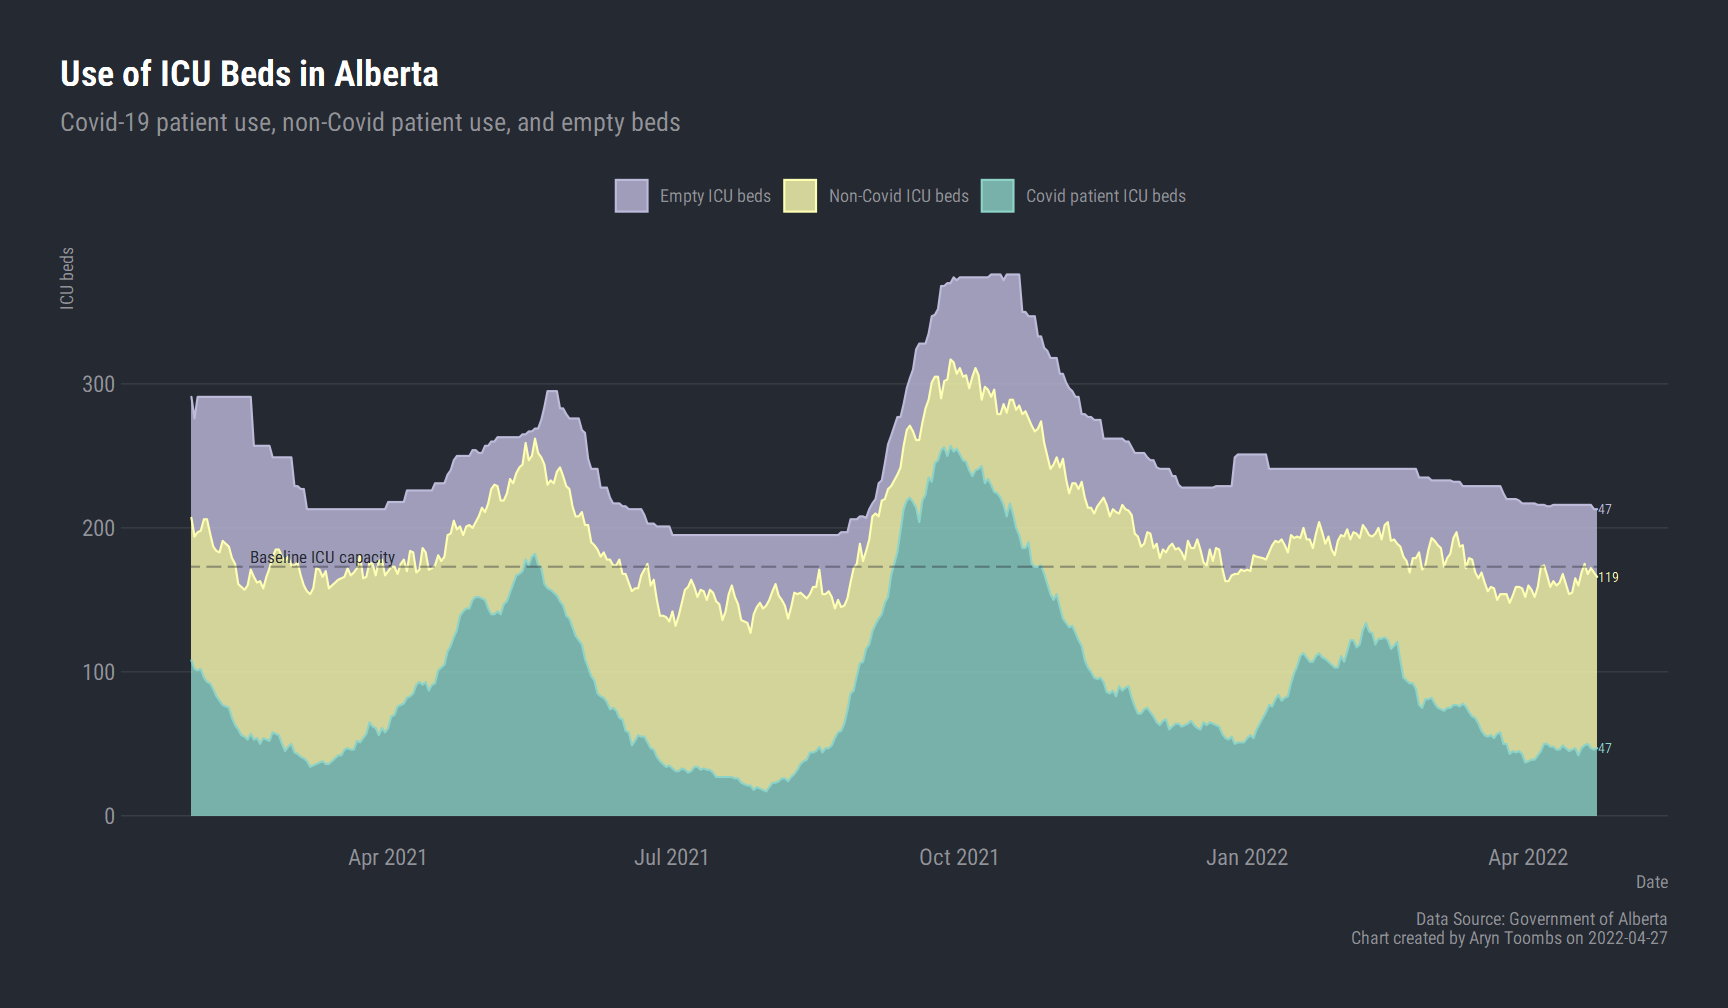 Use of ICU Beds in Alberta
Covid-19 patient use, non-Covid patient use, and empty beds
Empty ICU beds
Non-Covid ICU beds
Covid patient ICU beds
ICU beds
300
200
100
0
Baseline ICU capacity
47
119
47
Apr 2021
Jul 2021
Oct 2021
Jan 2022
Apr 2022
Date
Data Source: Government of Alberta
Chart created by Aryn Toombs on 2022-04-27